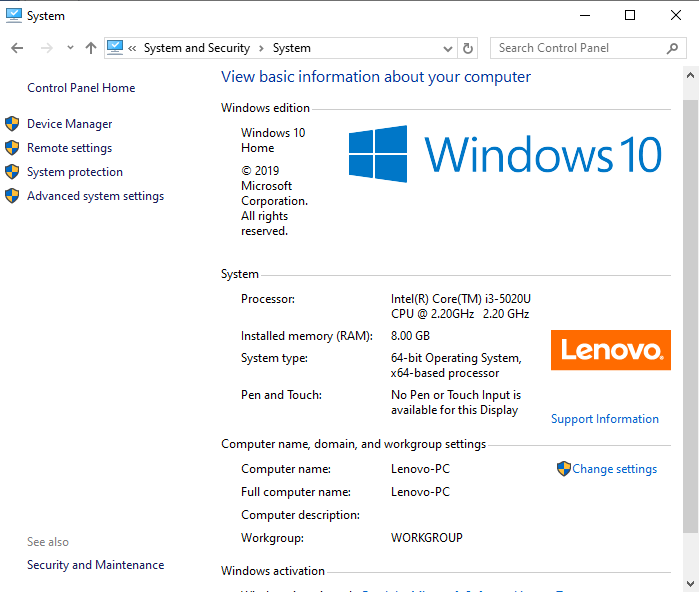 System
« System and Security › System
Search Control Panel
Control Panel Home
Device Manager
Remote settings
System protection
Advanced system settings
See also
Security and Maintenance
View basic information about your computer
Windows edition
Windows 10
Home
© 2019
Microsoft
Corporation.
All rights
reserved.
Windows 10
System
Processor: Intel(R) Core(TM) i3-5020U
CPU @ 2.20GHz 2.20 GHz
Installed memory (RAM): 8.00 GB
System type: 64-bit Operating System,
x64-based processor
Pen and Touch: No Pen or Touch Input is
available for this Display
Lenovo®
Support Information
Computer name, domain, and workgroup settings
Computer name: Lenovo-PC
Change settings
Full computer name: Lenovo-PC
Computer description:
Workgroup: WORKGROUP
Windows activation